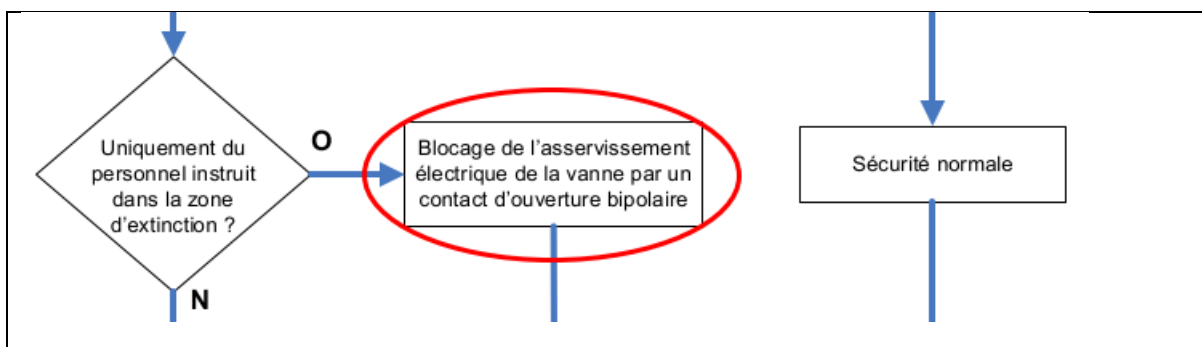 Uniquement du
personnel instruit
dans la zone
d'extinction ?
O
N
Blocage de l'asservissement
électrique de la vanne par un
contact d'ouverture bipolaire
Sécurité normale